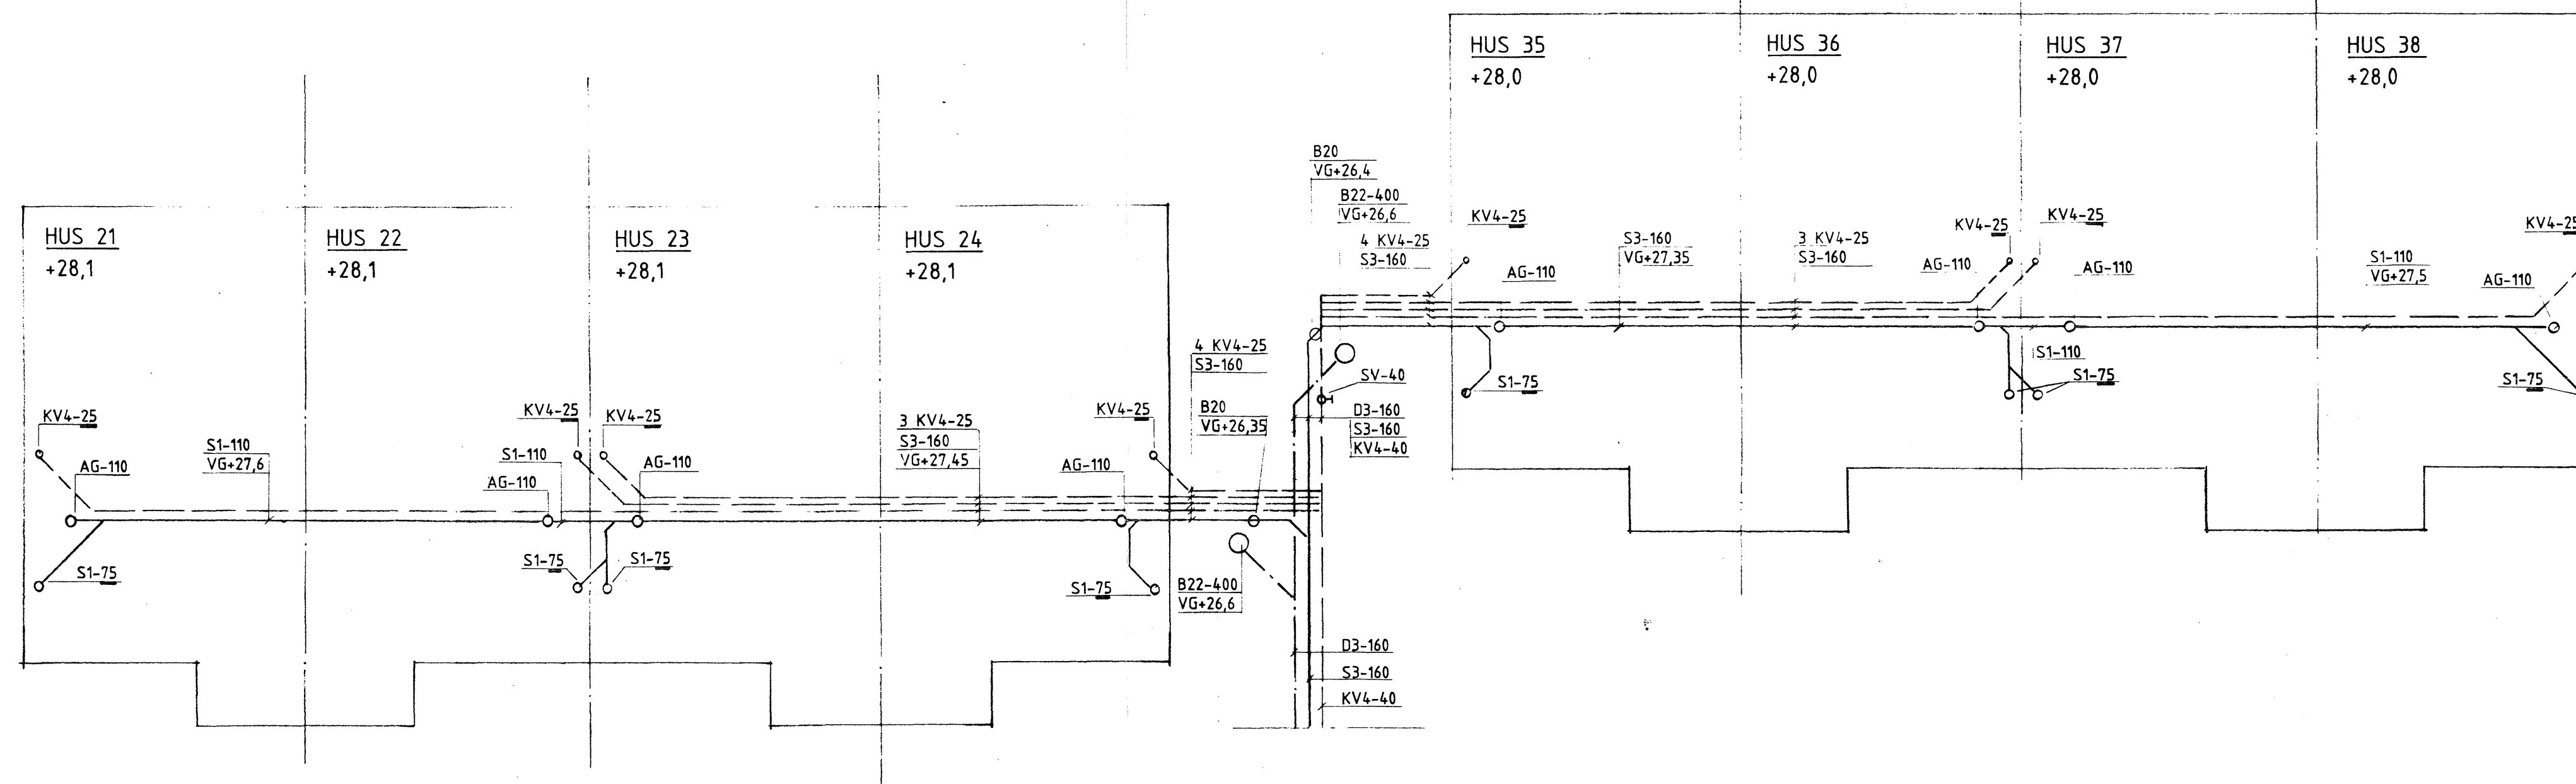 HUS 21
+28,1
HUS 22
+28,1
HUS 23
+28,1
HUS 24
+28,1
HUS 35
+28,0
HUS 36
+28,0
HUS 37
+28,0
HUS 38
+28,0
B20
VG+26,4
B22-400
VG+26,6
4 KV4-25
S3-160
KV4-25
AG-110
S3-160
VG+27,35
3 KV4-25
S3-160
KV4-25
KV4-25
AG-110
AG-110
S1-110
VG+27,5
AG-110
KV4-25
S1-75
S1-110
S1-75
S1-75
4 KV4-25
S3-160
SV-40
B20
VG+26,35
D3-160
S3-160
KV4-40
KV4-25
AG-110
S1-110
VG+27,6
KV4-25
KV4-25
S1-110
AG-110
AG-110
3 KV4-25
S3-160
VG+27,45
KV4-25
AG-110
S1-75
S1-75
S1-75
S1-75
B22-400
VG+26,6
D3-160
S3-160
KV4-40